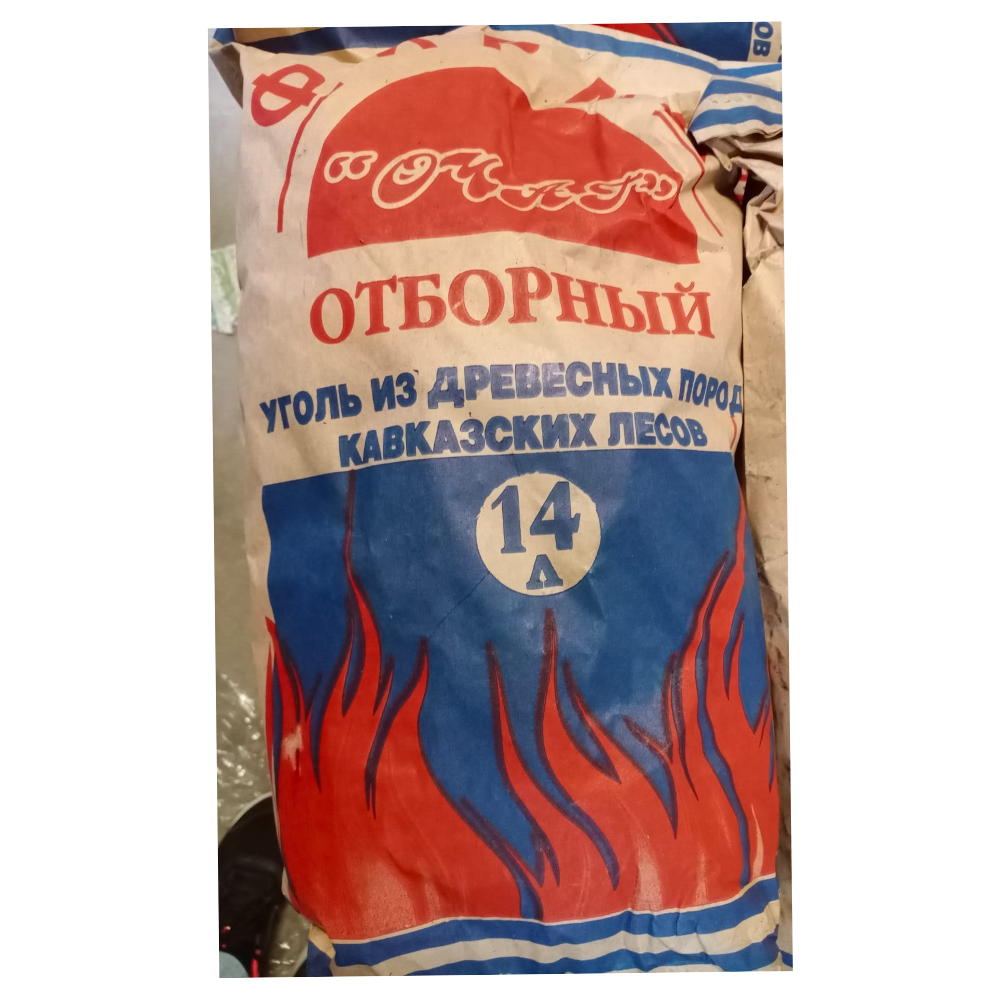 "ОЧАГ"
ОТБОРНЫЙ
УГОЛЬ ИЗ ДРЕВЕСНЫХ ПОРОД
КАВКАЗСКИХ ЛЕСОВ
14
Л